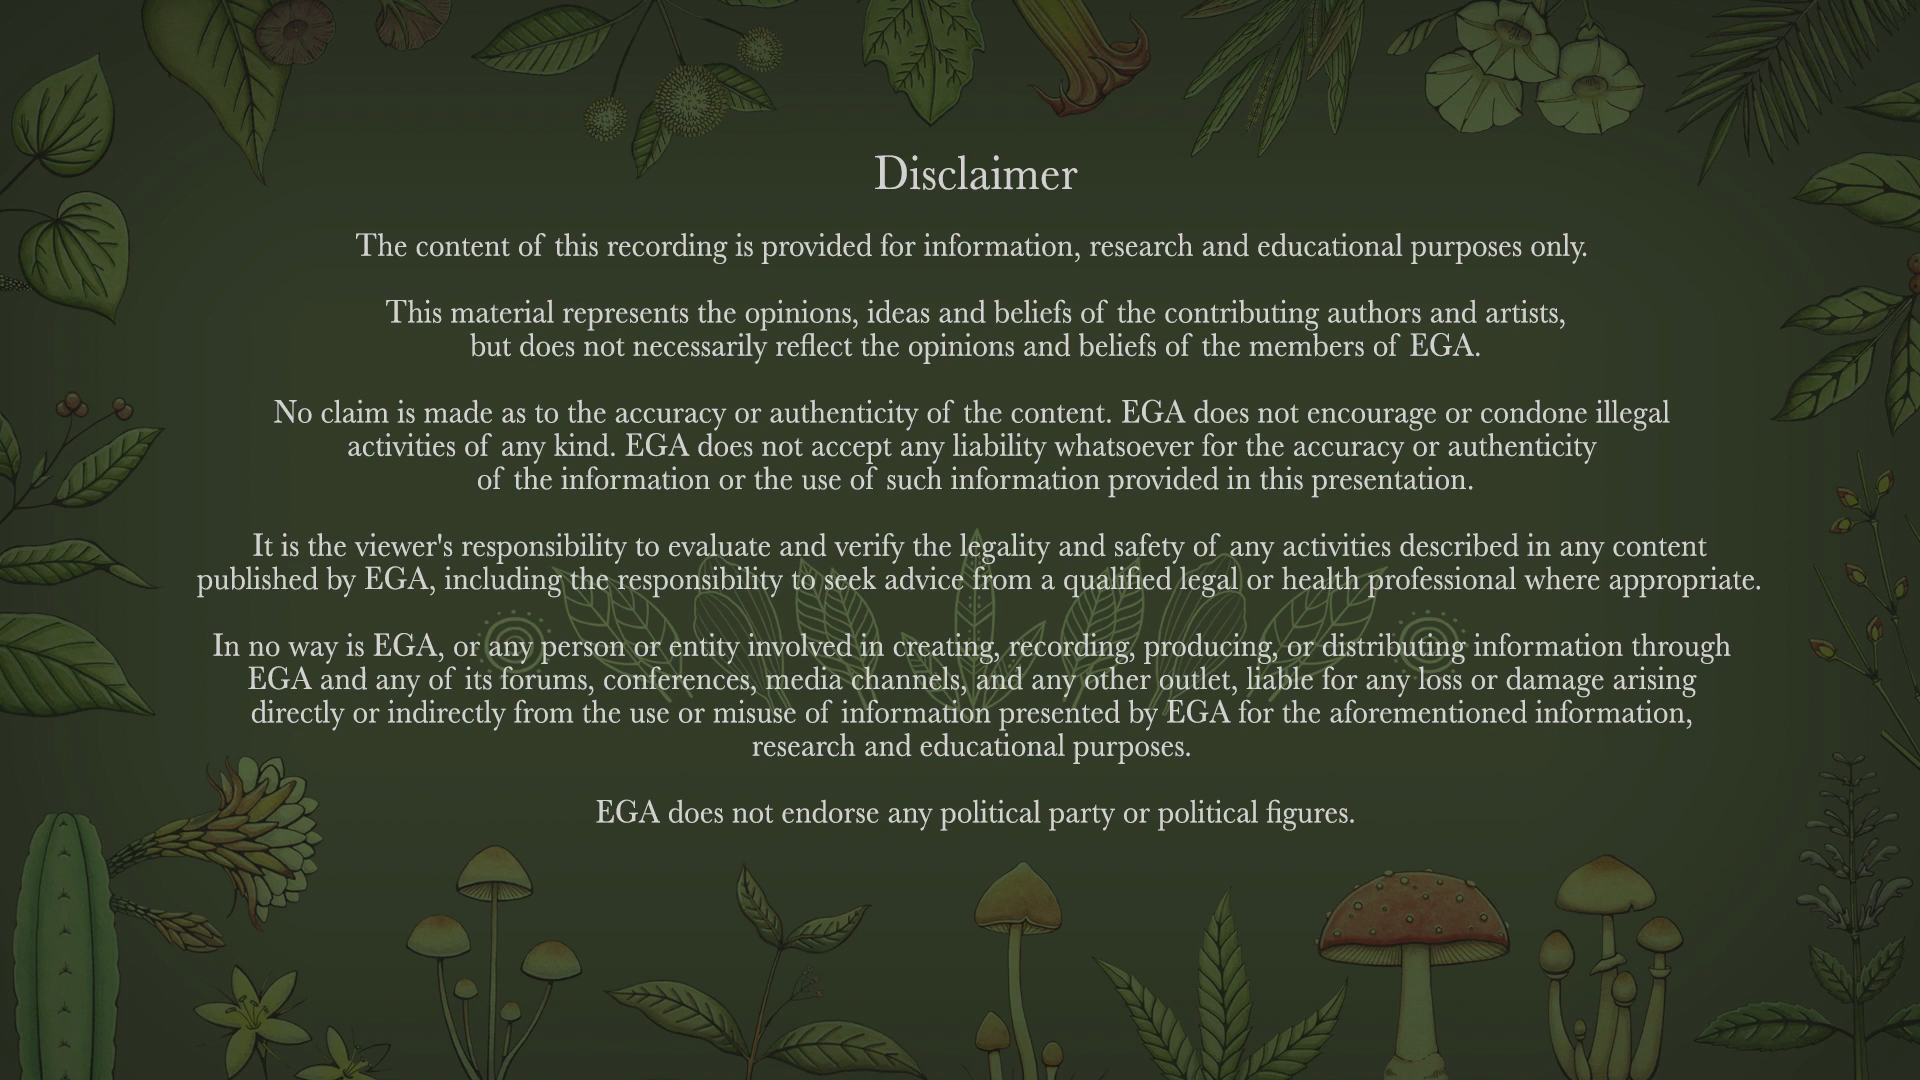 Disclaimer
The content of this recording is provided for information, research and educational purposes only.
This material represents the opinions, ideas and beliefs of the contributing authors and artists,
but does not necessarily reflect the opinions and beliefs of the members of EGA.
No claim is made as to the accuracy or authenticity of the content. EGA does not encourage or condone illegal
activities of any kind. EGA does not accept any liability whatsoever for the accuracy or authenticity
of the information or the use of such information provided in this presentation.
It is the viewer's responsibility to evaluate and verify the legality and safety of any activities described in any content
published by EGA, including the responsibility to seek advice from a qualified legal or health professional where appropriate.
In no way is EGA, or any person or entity involved in creating, recording, producing, or distributing information through
EGA and any of its forums, conferences, media channels, and any other outlet, liable for any loss or damage arising
directly or indirectly from the use or misuse of information presented by EGA for the aforementioned information,
research and educational purposes.
EGA does not endorse any political party or political figures.